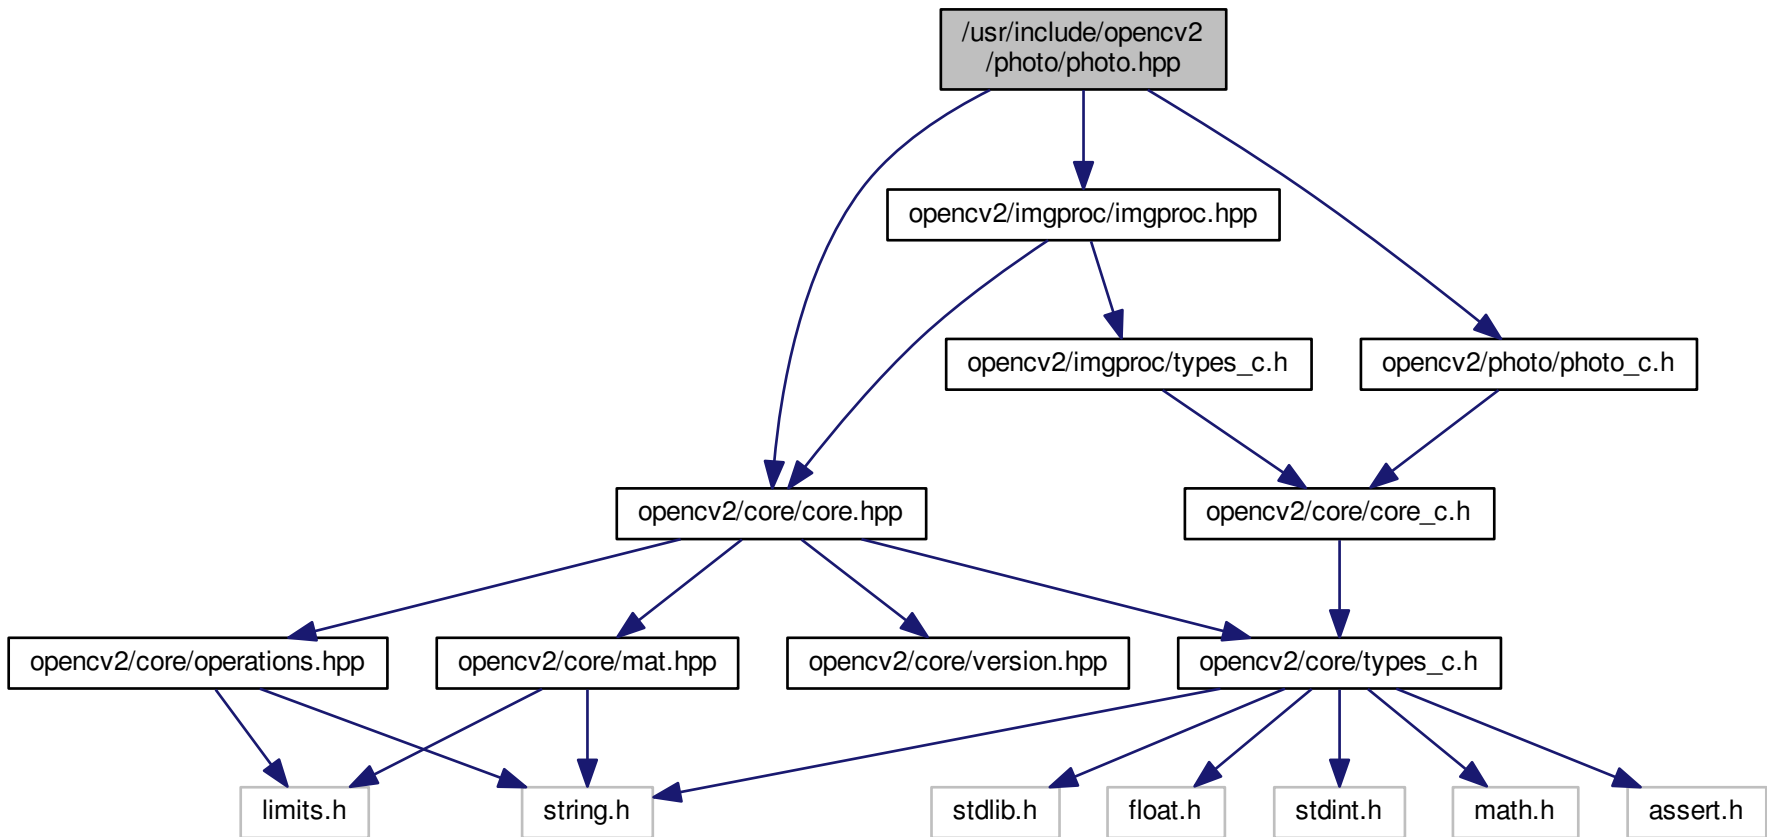 /usr/include/opencv2
/photo/photo.hpp
opencv2/imgproc/imgproc.hpp
opencv2/imgproc/types_c.h
opencv2/photo/photo_c.h
opencv2/core/core.hpp
opencv2/core/core_c.h
opencv2/core/operations.hpp
opencv2/core/mat.hpp
opencv2/core/version.hpp
opencv2/core/types_c.h
limits.h
string.h
stdlib.h
float.h
stdint.h
math.h
assert.h